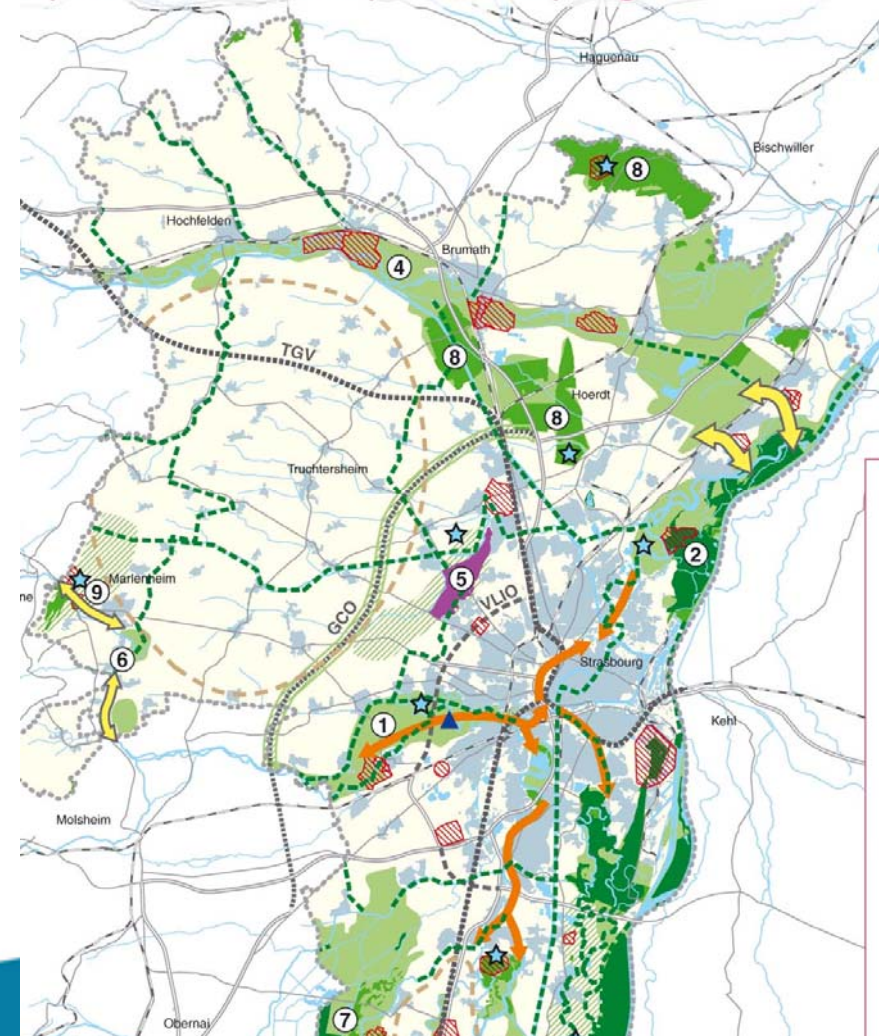 Haguenau
Bischwiller
8
Hochfelden
Brumath
4
TGV
8
Hoerdt
8
Truchtersheim
2
5
Marlenheim
ne
9
VLIO
GCO
6
Strasbourg
1
Kehl
Molsheim
Obernai
7